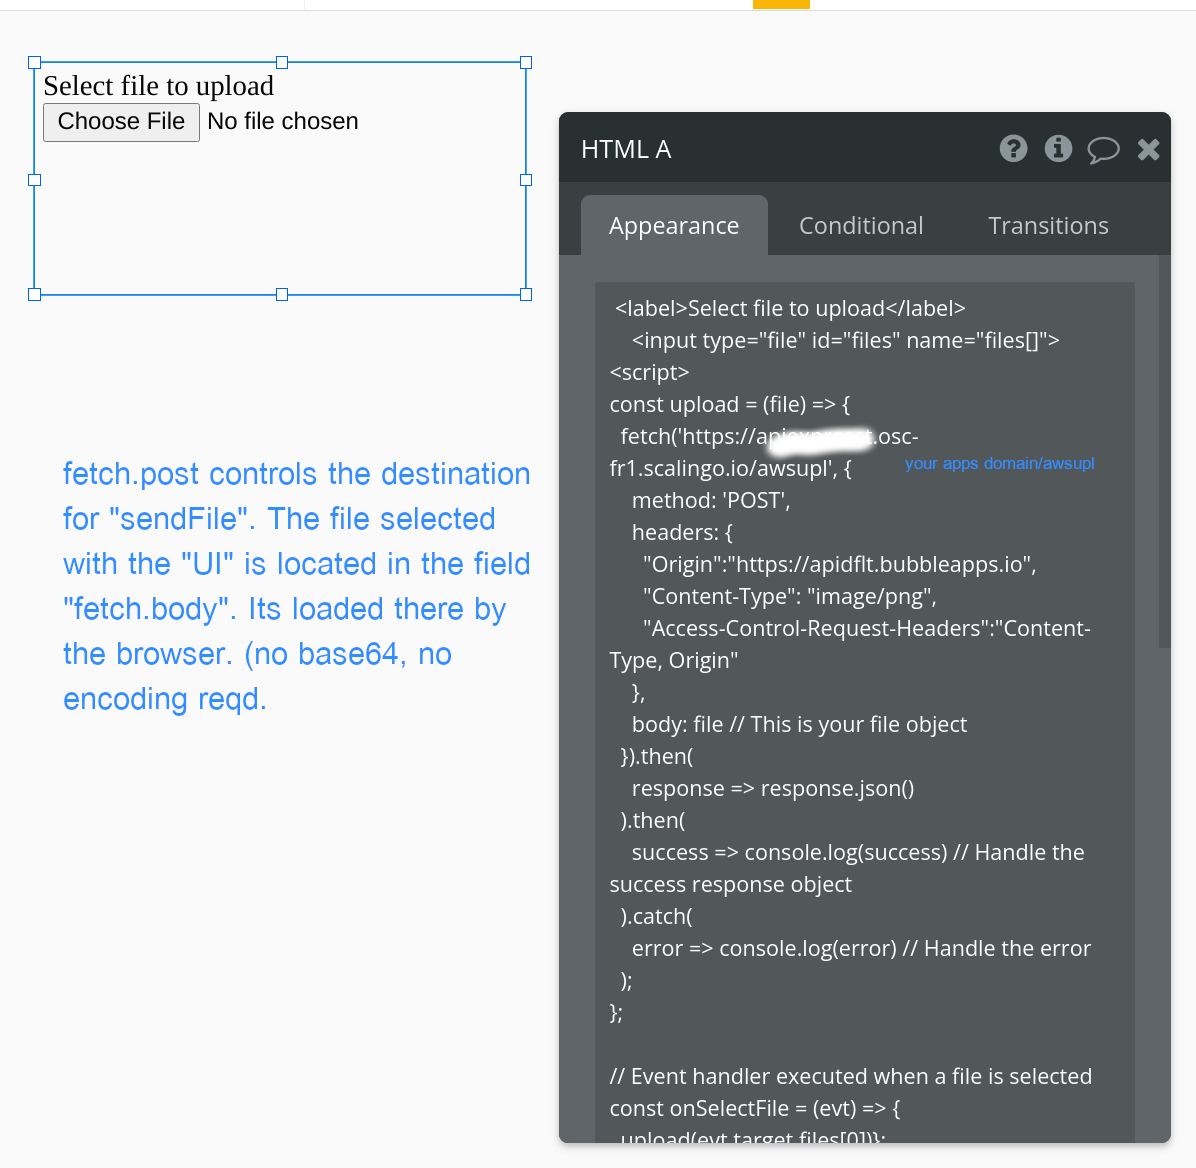 Select file to upload
Choose File No file chosen
fetch.post controls the destination
for "sendFile". The file selected
with the "UI" is located in the field
"fetch.body". Its loaded there by
the browser. (no base64, no
encoding reqd.
HTML A
Appearance Conditional Transitions
<label>Select file to upload</label>
<input type="file" id="files" name="files[]">
<script>
const upload = (file) => {
fetch('https://.osc-
fr1.scalingo.io/awsupl', {
your apps domain/awsupl
method: 'POST',
headers: {
"Origin":"https://apidflt.bubbleapps.io",
"Content-Type": "image/png",
"Access-Control-Request-Headers":"Content-
Type, Origin"
},
body: file // This is your file object
}).then(
response => response.json()
).then(
success => console.log(success) // Handle the
success response object
).catch(
error => console.log(error) // Handle the error
);
};
// Event handler executed when a file is selected
const onSelectFile = (evt) => {
upload(evt.target.files[0])};